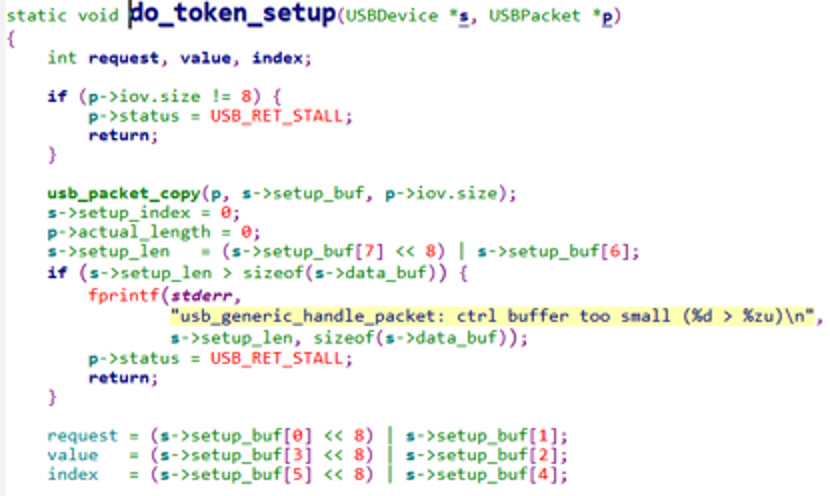 static void do_token_setup(USBDevice *s, USBPacket *p)
{
    int request, value, index;

    if (p->iov.size != 8) {
        p->status = USB_RET_STALL;
        return;
    }

    usb_packet_copy(p, s->setup_buf, p->iov.size);
    s->setup_index = 0;
    p->actual_length = 0;
    s->setup_len   = (s->setup_buf[7] << 8) | s->setup_buf[6];
    if (s->setup_len > sizeof(s->data_buf)) {
        fprintf(stderr,
                "usb_generic_handle_packet: ctrl buffer too small (%d > %zu)\n",
                s->setup_len, sizeof(s->data_buf));
        p->status = USB_RET_STALL;
        return;
    }

    request = (s->setup_buf[0] << 8) | s->setup_buf[1];
    value   = (s->setup_buf[3] << 8) | s->setup_buf[2];
    index   = (s->setup_buf[5] << 8) | s->setup_buf[4];